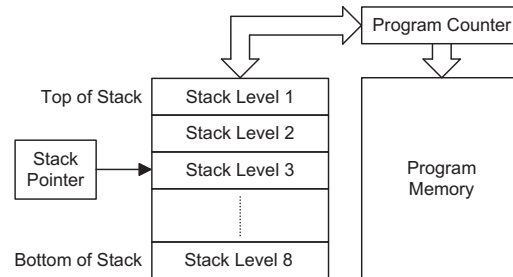 Program Counter
Top of Stack
Stack Level 1
Stack Level 2
Stack
Pointer
Stack Level 3
Program
Memory
Bottom of Stack
Stack Level 8